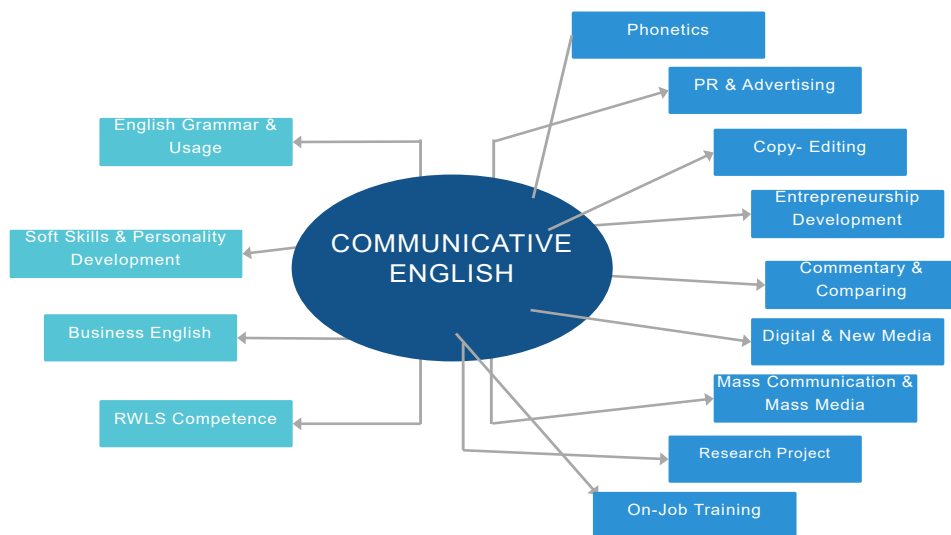 Phonetics
PR & Advertising
English Grammar &
Usage
Copy- Editing
Entrepreneurship
Development
Soft Skills & Personality
Development
COMMUNICATIVE
ENGLISH
Commentary &
Comparing
Business English
Digital & New Media
Mass Communication &
Mass Media
RWLS Competence
Research Project
On-Job Training